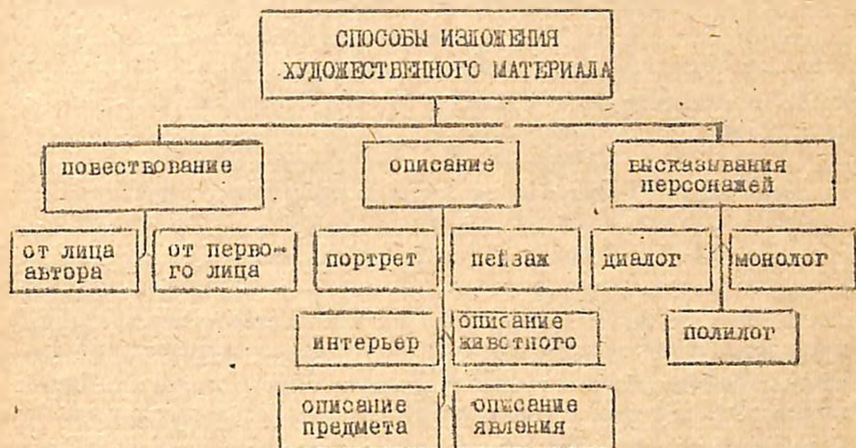 СПОСОБЫ ИЗЛОЖЕНИЯ
ХУДОЖЕСТВЕННОГО МАТЕРИАЛА
повествование
описание
высказывания
персонажей
от лица
автора
от перво-
го лица
портрет
пейзаж
диалог
монолог
интерьер
описание
животного
полилог
описание
предмета
описание
явления